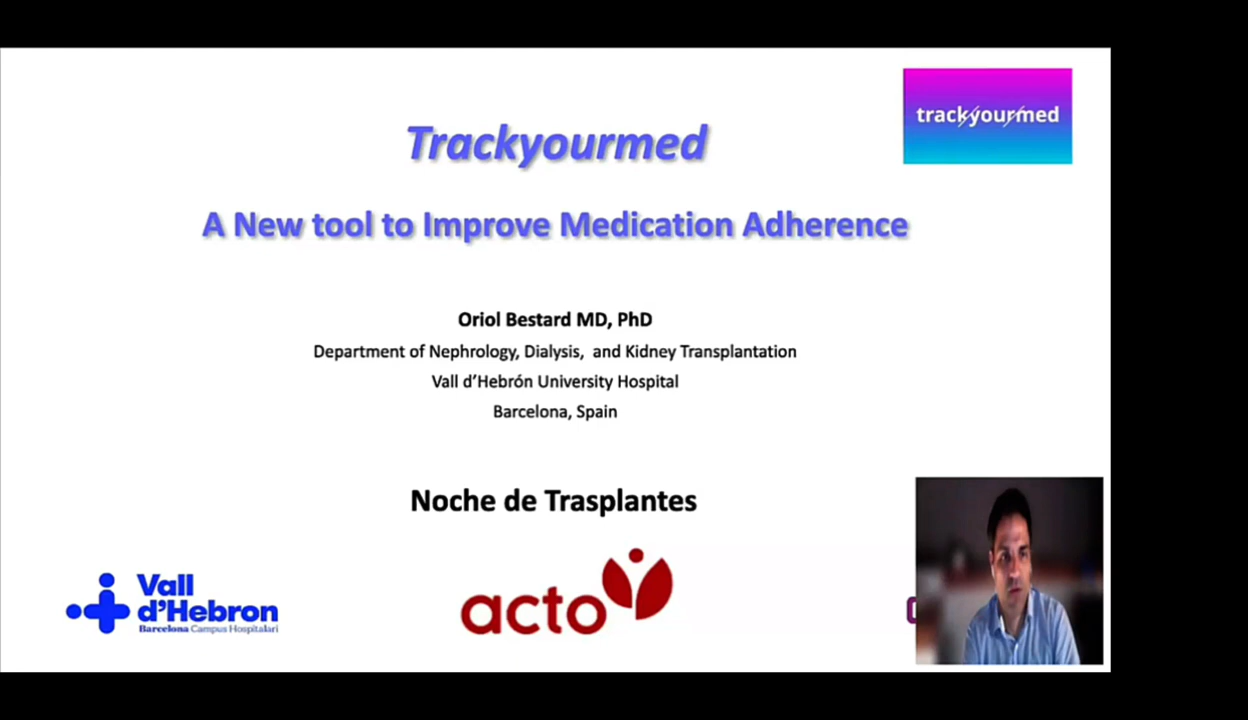 trackyourmed
Trackyourmed
A New tool to Improve Medication Adherence
Oriol Bestard MD, PhD
Department of Nephrology, Dialysis, and Kidney Transplantation
Vall d’Hebrón University Hospital
Barcelona, Spain
Noche de Trasplantes
Vall
d’Hebron
Barcelona Campus Hospitalari
acto